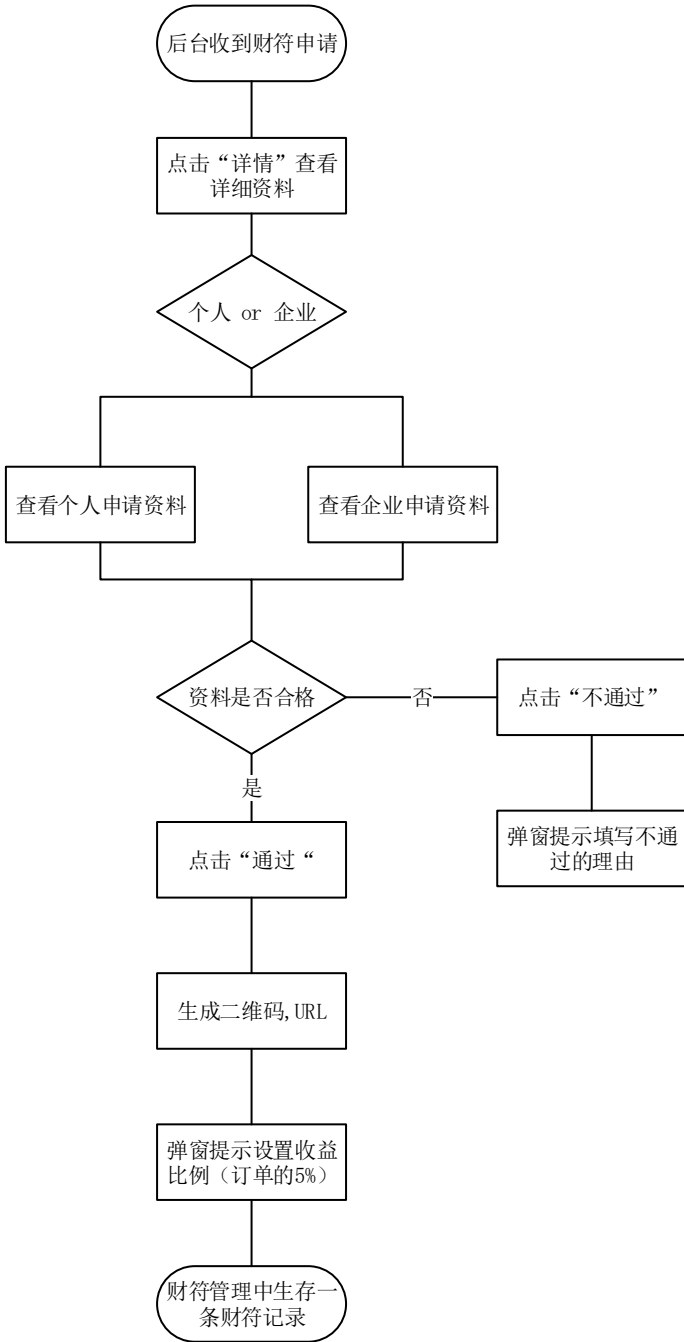 后台收到财符申请
点击“详情”查看
详细资料
个人 or 企业
查看个人申请资料
查看企业申请资料
资料是否合格
否
点击“不通过”
是
弹窗提示填写不通
过的理由
点击“通过“
生成二维码,URL
弹窗提示设置收益
比例（订单的5%）
财符管理中生存一
条财符记录